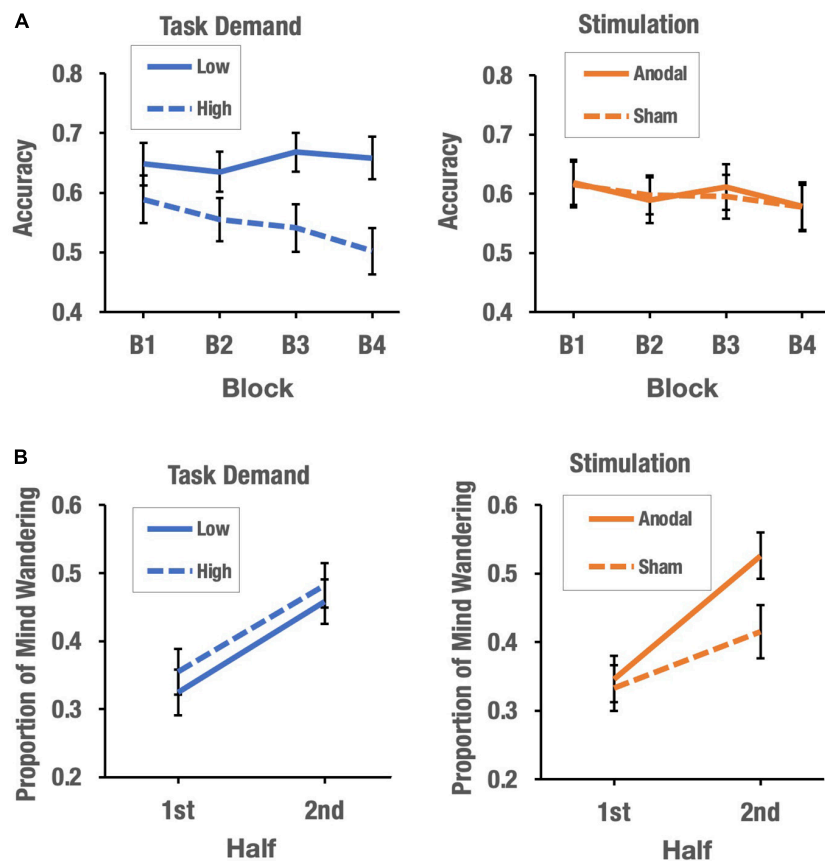 A
Task Demand
Low
High
Accuracy
0.8
0.7
0.6
0.5
0.4
B1 B2 B3 B4
Block
Stimulation
Anodal
Sham
Accuracy
0.8
0.7
0.6
0.5
0.4
B1 B2 B3 B4
Block
B
Task Demand
Low
High
Proportion of Mind Wandering
0.6
0.5
0.4
0.3
0.2
1st 2nd
Half
Stimulation
Anodal
Sham
Proportion of Mind Wandering
0.6
0.5
0.4
0.3
0.2
1st 2nd
Half